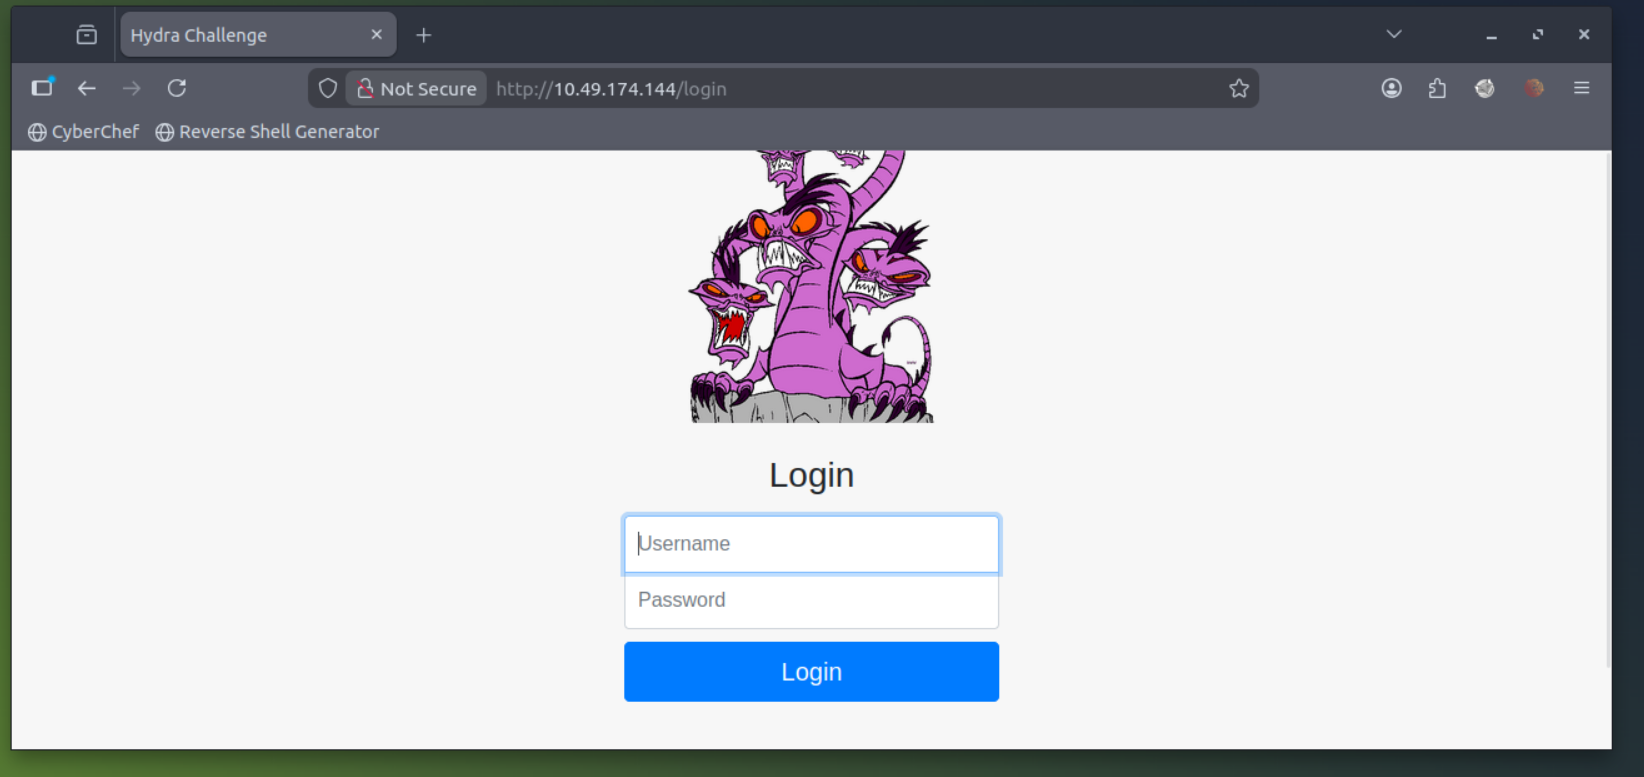 Hydra Challenge
Not Secure http://10.49.174.144/login
CyberChef Reverse Shell Generator
Login
Username
Password
Login